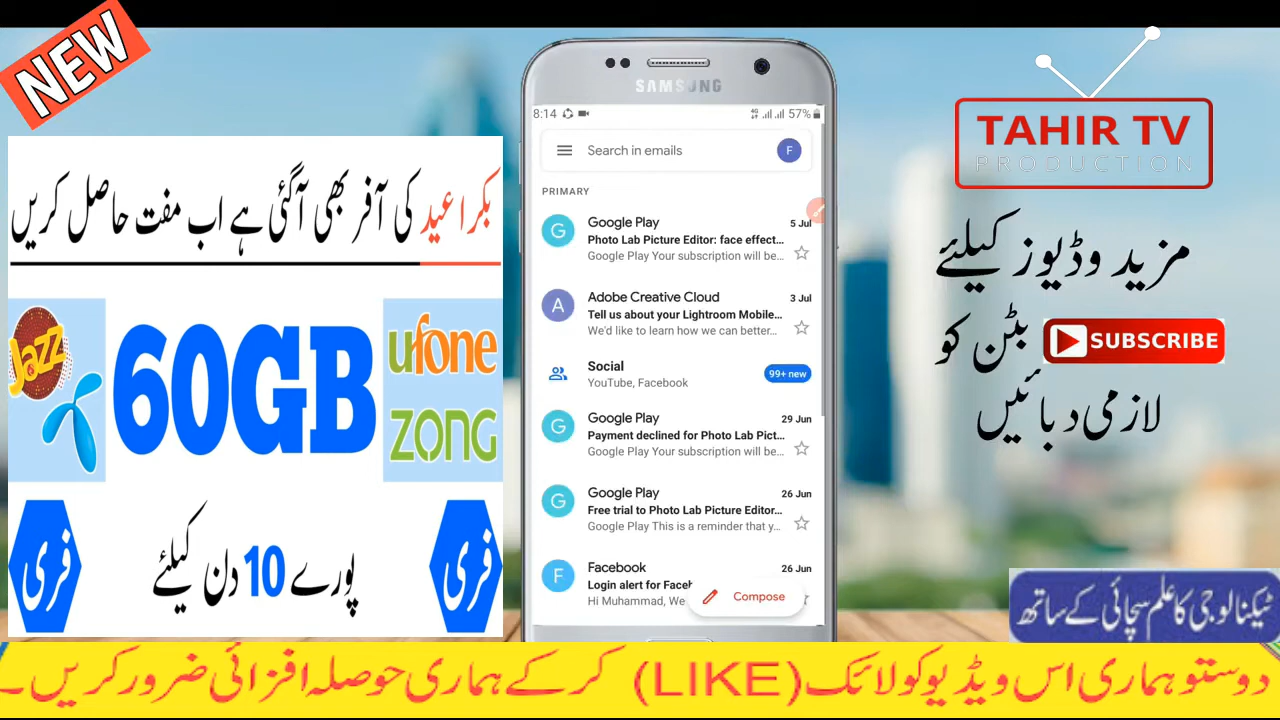 NEW
بکرا عید کی آفر بھی آگئی ہے اب مفت حاصل کریں
Jazz
60GB
ufone
ZONG
فری
پورے 10 دن کیلئے
فری
SAMSUNG
8:14
57%
Search in emails
F
PRIMARY
G
Google Play
5 Jul
Photo Lab Picture Editor: face effect...
Google Play Your subscription will be...
A
Adobe Creative Cloud
3 Jul
Tell us about your Lightroom Mobile...
We'd like to learn how we can better...
Social
YouTube, Facebook
99+ new
G
Google Play
29 Jun
Payment declined for Photo Lab Pict...
Google Play Your subscription will be...
G
Google Play
26 Jun
Free trial to Photo Lab Picture Editor...
Google Play This is a reminder that y...
F
Facebook
26 Jun
Login alert for Facel
Hi Muhammad, We
Compose
TAHIR TV
PRODUCTION
مزید وڈیوز کیلئے
SUBSCRIBE بٹن کو
لازمی دبائیں
ٹیکنالوجی کا علم سچائی کے ساتھ
دوستو ہماری اس ویڈیو کو لائک (LIKE) کر کے ہماری حوصلہ افزائی ضرور کریں۔